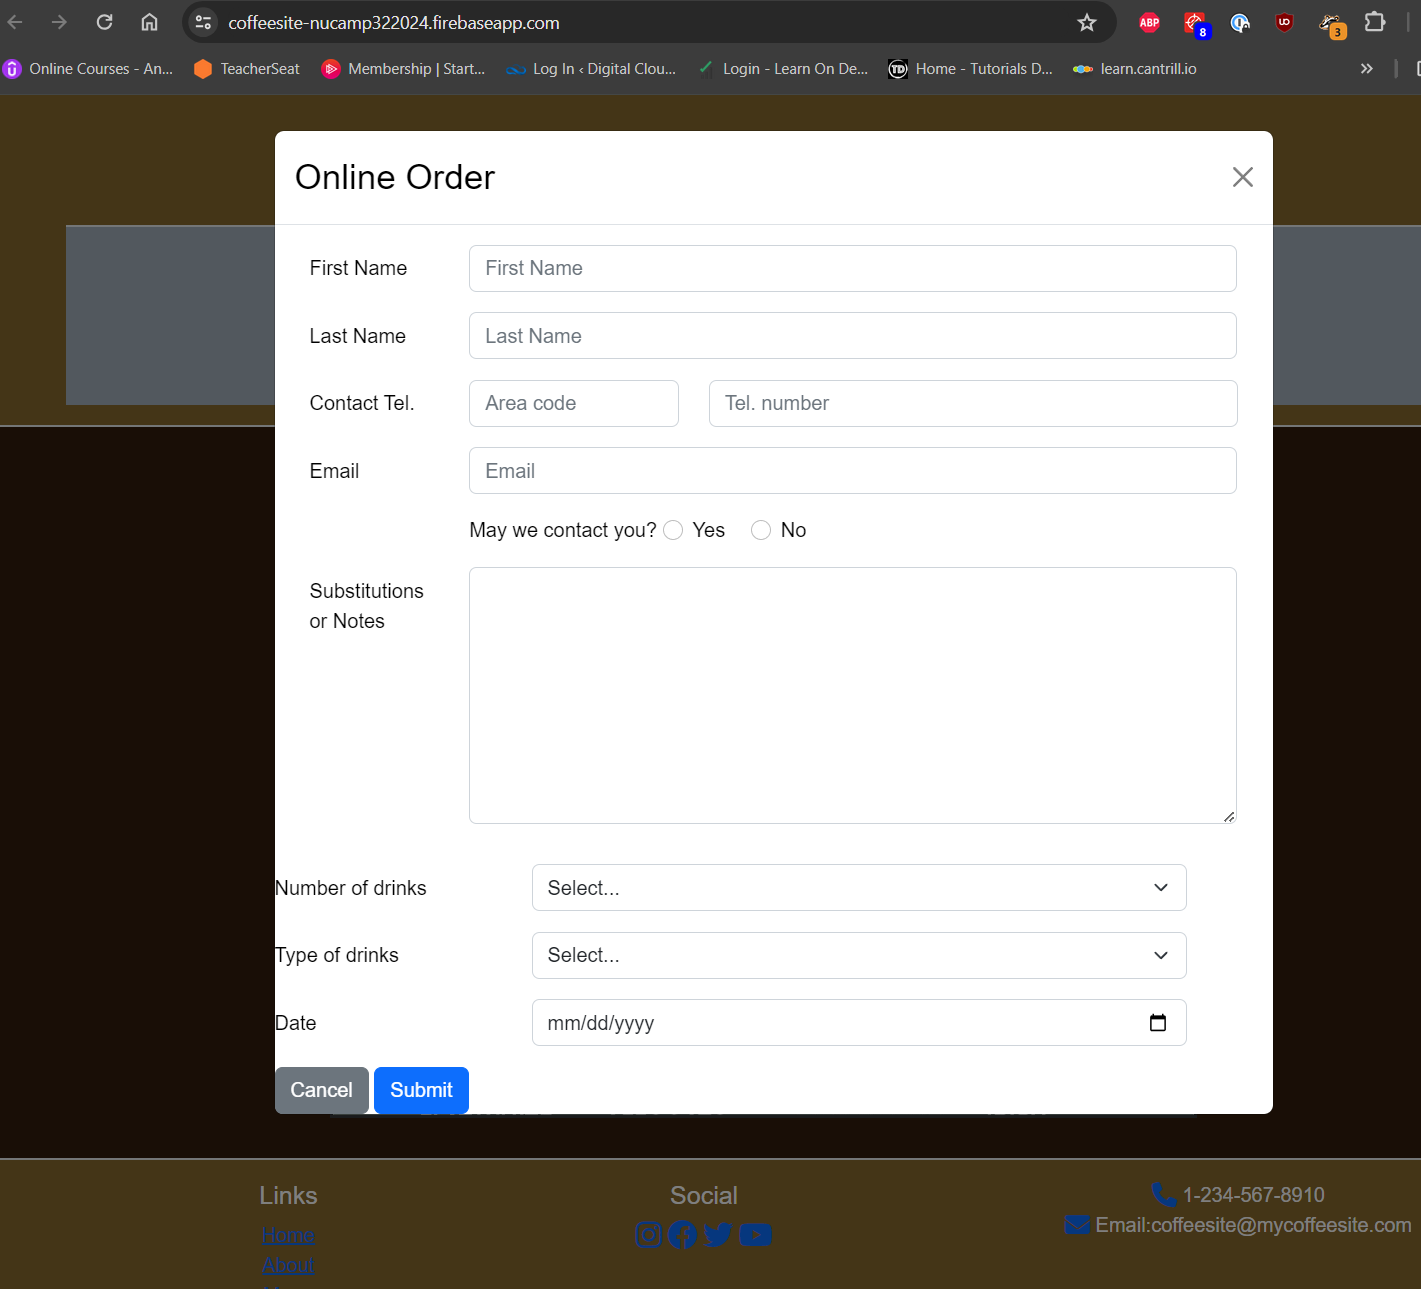 coffeesite-nucamp322024.firebaseapp.com
ABP 8 UD 3
Online Courses - An... TeacherSeat Membership | Start... Log In ‹ Digital Clou... Login - Learn On De... TD Home - Tutorials D... learn.cantrill.io »
Online Order
First Name First Name
Last Name Last Name
Contact Tel. Area code Tel. number
Email Email
May we contact you? Yes No
Substitutions
or Notes
Number of drinks Select...
Type of drinks Select...
Date mm/dd/yyyy
Cancel Submit
Links Social 1-234-567-8910
Home Email:coffeesite@mycoffeesite.com
About